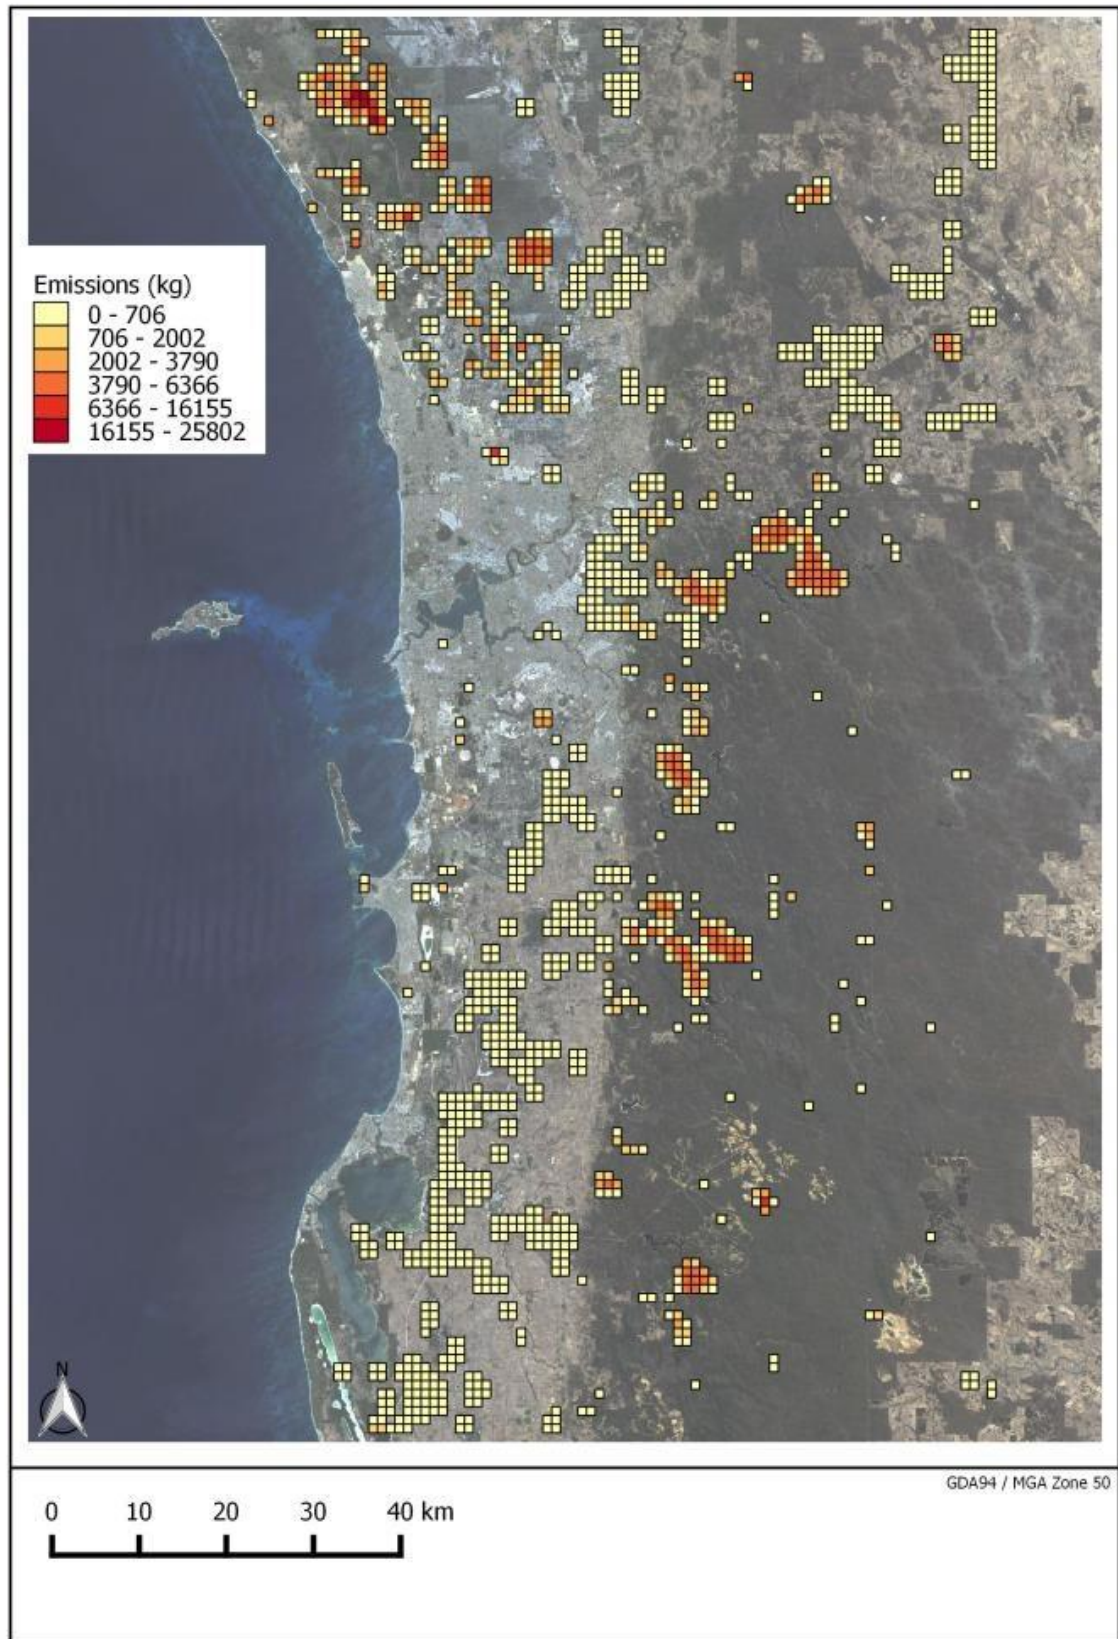 Emissions (kg)
0 - 706
706 - 2002
2002 - 3790
3790 - 6366
6366 - 16155
16155 - 25802
N
GDA94 / MGA Zone 50
0 10 20 30 40 km